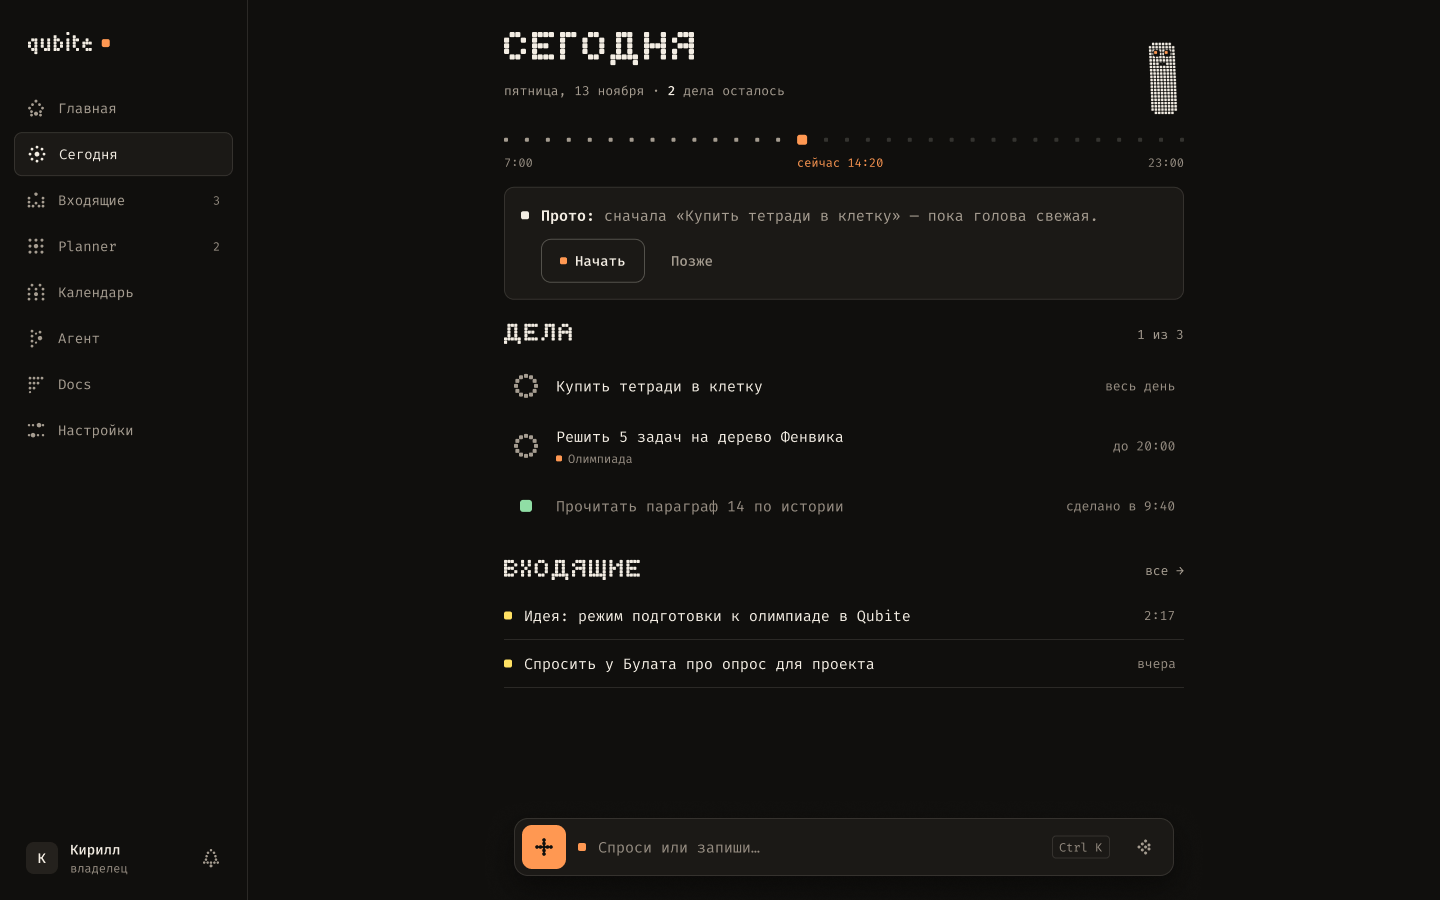 qubite
Главная
Сегодня
Входящие 3
Planner 2
Календарь
Агент
Docs
Настройки
К Кирилл
владелец
СЕГОДНЯ
пятница, 13 ноября · 2 дела осталось
7:00 сейчас 14:20 23:00
Прото: сначала «Купить тетради в клетку» — пока голова свежая.
Начать Позже
ДЕЛА 1 из 3
Купить тетради в клетку весь день
Решить 5 задач на дерево Фенвика до 20:00
Олимпиада
Прочитать параграф 14 по истории сделано в 9:40
ВХОДЯЩИЕ все →
Идея: режим подготовки к олимпиаде в Qubite 2:17
Спросить у Булата про опрос для проекта вчера
Спроси или запиши… Ctrl K